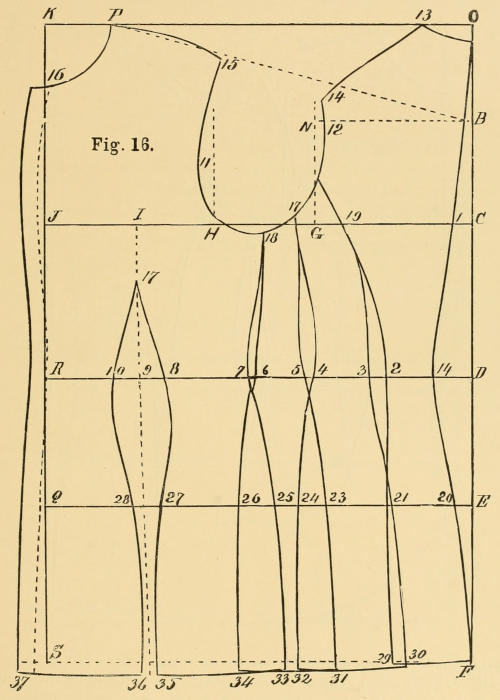 K P 13 O
16 15 14
N 12 B
Fig. 16.
11
J I H 18 17 G 19 1 C
17
R 10 9 8 7 6 5 4 3 2 14 D
Q 28 27 26 25 24 23 21 20 E
S 29 30 F
37 36 35 34 33 32 31